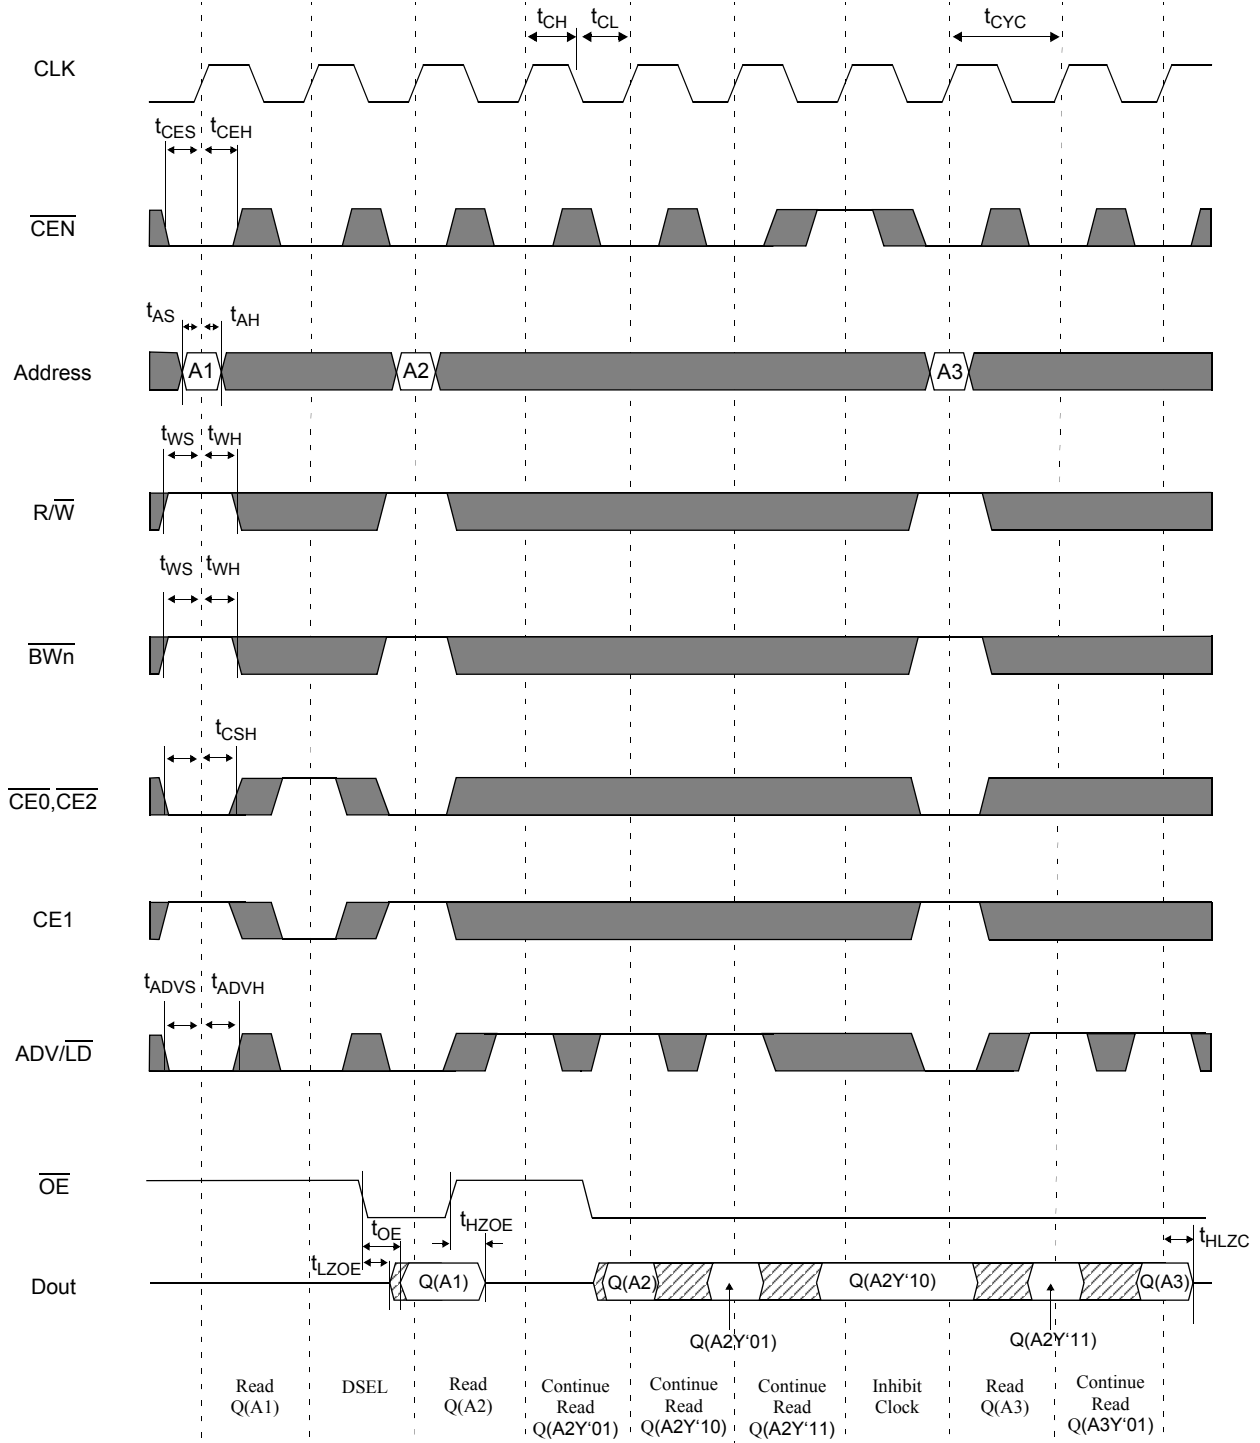 tCH tCL tCYC
CLK
tCES tCEH
CEN
tAS tAH
Address A1 A2 A3
tWS tWH
R/W
tWS tWH
BWn
tCSH
CE0,CE2
CE1
tADVS tADVH
ADV/LD
OE
tOE tHZOE
tLZOE tHLZC
Dout Q(A1) Q(A2) Q(A2Y‘10) Q(A3)
Q(A2Y‘01) Q(A2Y‘11)
Read
Q(A1)
DSEL
Read
Q(A2)
Continue
Read
Q(A2Y‘01)
Continue
Read
Q(A2Y‘10)
Continue
Read
Q(A2Y‘11)
Inhibit
Clock
Read
Q(A3)
Continue
Read
Q(A3Y‘01)